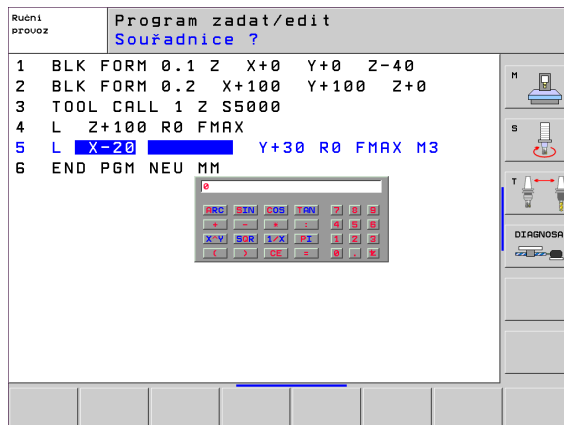 Ruční
provoz
Program zadat/edit
Souřadnice ?
1 BLK FORM 0.1 Z X+0 Y+0 Z-40
2 BLK FORM 0.2 X+100 Y+100 Z+0
3 TOOL CALL 1 Z S5000
4 L Z+100 R0 FMAX
5 L X-20 Y+30 R0 FMAX M3
6 END PGM NEU MM
0
ARC SIN COS TAN 7 8 9
+ - * : 4 5 6
X^Y SQR 1/X PI 1 2 3
( ) CE = 0 . %
M
S
T
DIAGNOSA